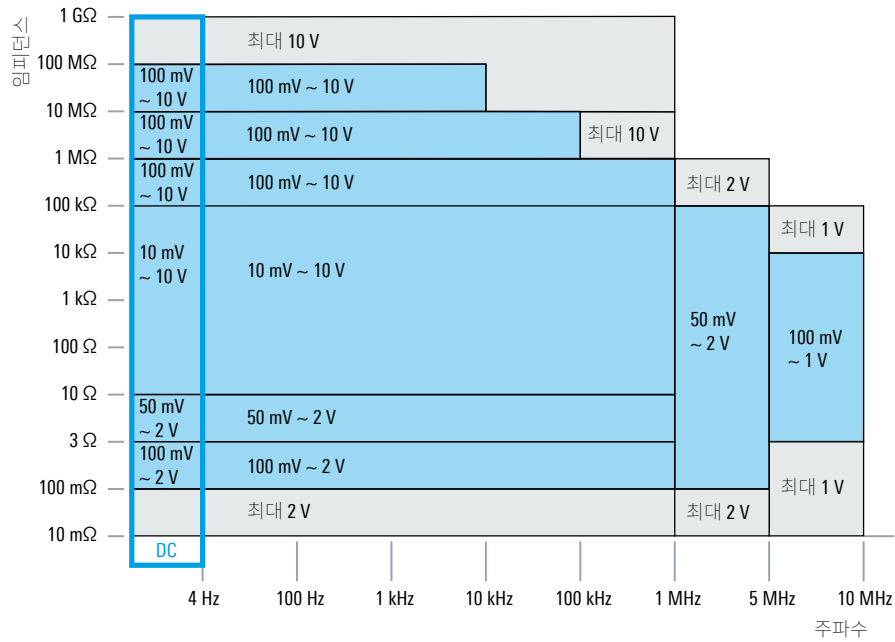 임피던스
1 GΩ
최대 10 V
100 MΩ
100 mV
~ 10 V
100 mV ~ 10 V
10 MΩ
100 mV
~ 10 V
100 mV ~ 10 V
최대 10 V
1 MΩ
100 mV
~ 10 V
100 mV ~ 10 V
최대 2 V
100 kΩ
최대 1 V
10 kΩ
10 mV
~ 10 V
10 mV ~ 10 V
1 kΩ
50 mV
~ 2 V
100 mV
~ 1 V
100 Ω
10 Ω
50 mV
~ 2 V
50 mV ~ 2 V
3 Ω
100 mV
~ 2 V
100 mV ~ 2 V
최대 1 V
100 mΩ
최대 2 V
최대 2 V
10 mΩ
DC
4 Hz
100 Hz
1 kHz
10 kHz
100 kHz
1 MHz
5 MHz
10 MHz
주파수